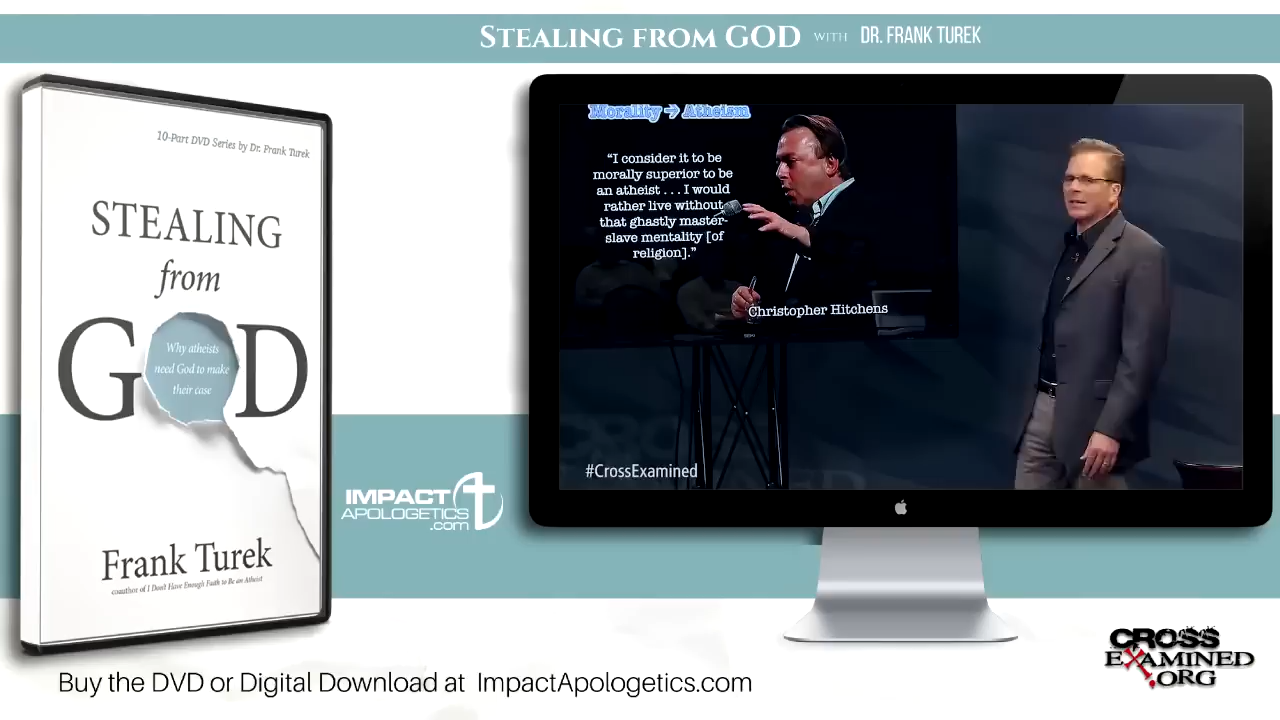 STEALING FROM GOD WITH DR. FRANK TUREK
10-Part DVD Series by Dr. Frank Turek
STEALING
from
GOD
Why atheists
need God to make
their case
Frank Turek
coauthor of I Don't Have Enough Faith to Be an Atheist
IMPACT
APOLOGETICS
.com
Morality → Atheism
“I consider it to be
morally superior to be
an atheist . . . I would
rather live without
that ghastly master-
slave mentality [of
religion].”
Christopher Hitchens
#CrossExamined
CROSS
EXAMINED
.ORG
Buy the DVD or Digital Download at ImpactApologetics.com